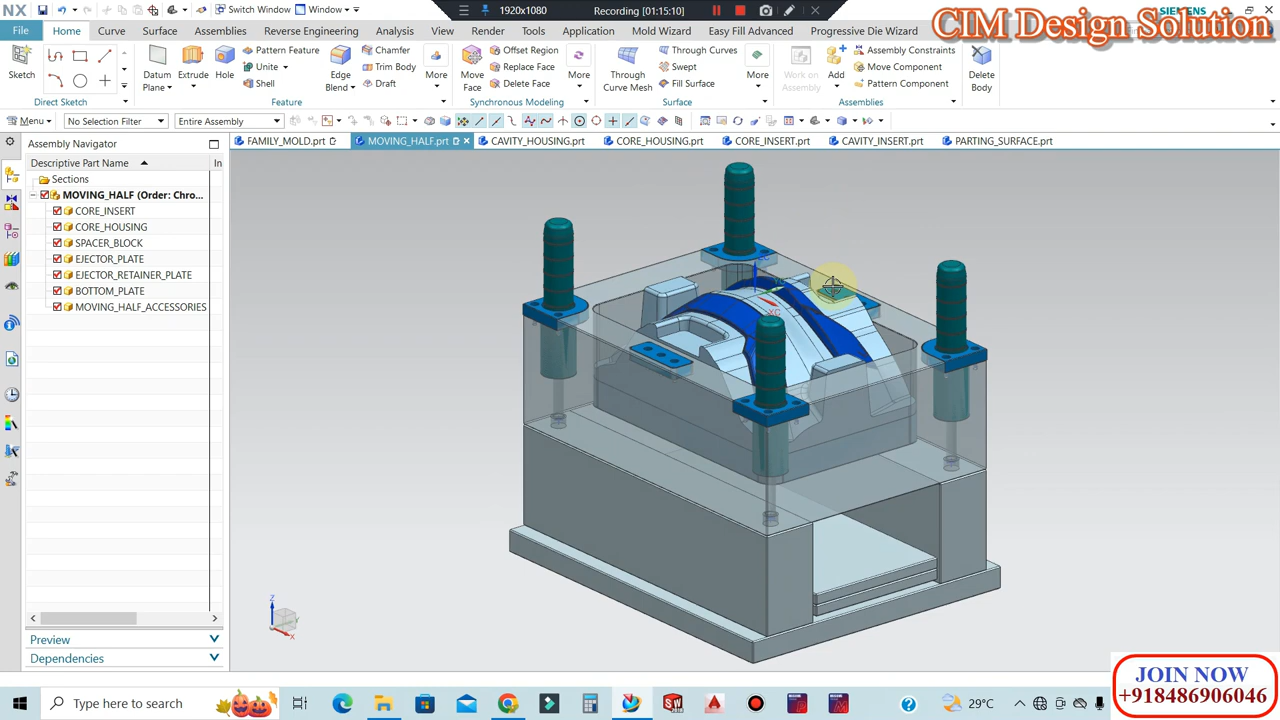 NX
Switch Window
Window
1920x1080
Recording (01:15:10)
SIEMENS
CIM Design Solution
File
Home
Curve
Surface
Assemblies
Reverse Engineering
Analysis
View
Render
Tools
Application
Mold Wizard
Easy Fill Advanced
Progressive Die Wizard
Sketch
Direct Sketch
Datum Plane
Extrude
Hole
Pattern Feature
Unite
Shell
Edge Blend
Chamfer
Trim Body
Draft
More
Feature
Move Face
Offset Region
Replace Face
Delete Face
More
Synchronous Modeling
Through Curve Mesh
Through Curves
Swept
Fill Surface
More
Surface
Work on Assembly
Add
Assembly Constraints
Move Component
Pattern Component
Assemblies
Delete Body
Menu
No Selection Filter
Entire Assembly
Assembly Navigator
FAMILY_MOLD.prt
MOVING_HALF.prt
CAVITY_HOUSING.prt
CORE_HOUSING.prt
CORE_INSERT.prt
CAVITY_INSERT.prt
PARTING_SURFACE.prt
Descriptive Part Name
In
Sections
MOVING_HALF (Order: Chro...
CORE_INSERT
CORE_HOUSING
SPACER_BLOCK
EJECTOR_PLATE
EJECTOR_RETAINER_PLATE
BOTTOM_PLATE
MOVING_HALF_ACCESSORIES
XC
Z
X
Preview
Dependencies
JOIN NOW
+918486906046
Type here to search
29°C